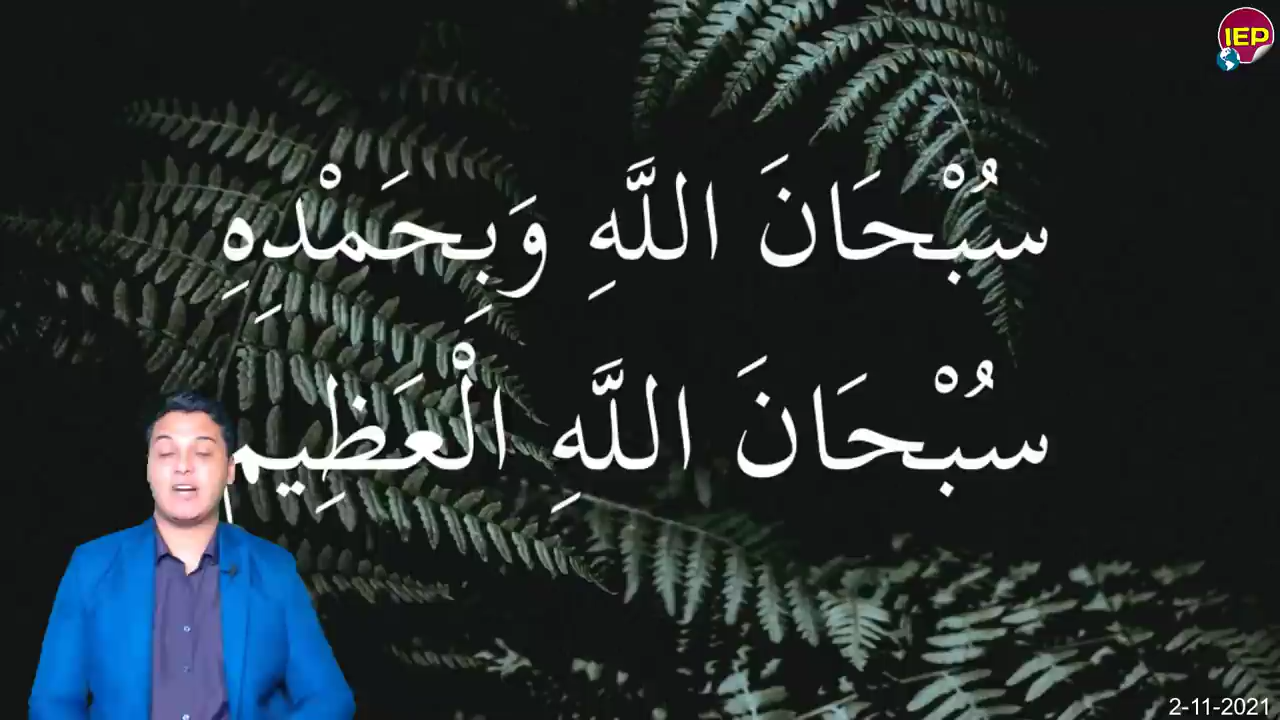 IEP
سُبْحَانَ اللَّهِ وَبِحَمْدِهِ
سُبْحَانَ اللَّهِ الْعَظِيمِ
2-11-2021